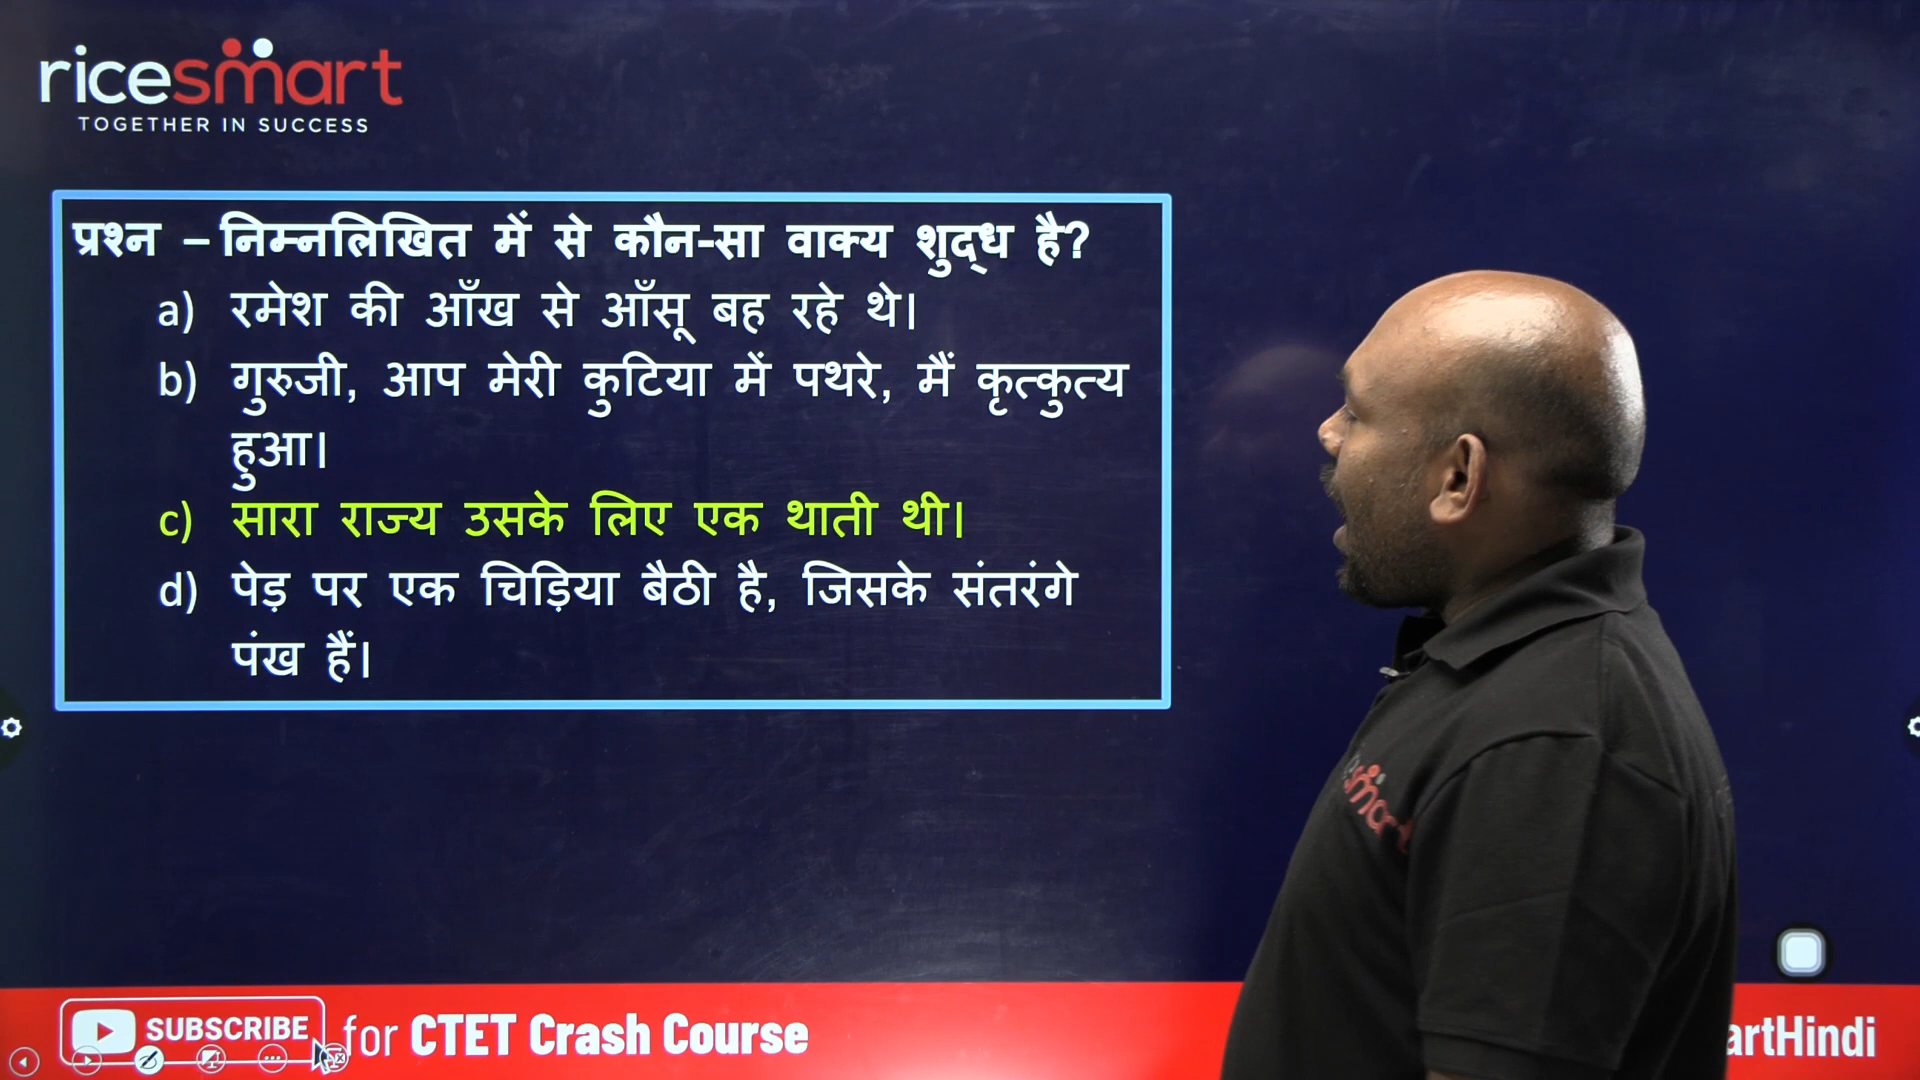 ricesmart
TOGETHER IN SUCCESS
प्रश्न – निम्नलिखित में से कौन-सा वाक्य शुद्ध है?
a) रमेश की आँख से आँसू बह रहे थे।
b) गुरुजी, आप मेरी कुटिया में पथरे, मैं कृत्कुत्य
हुआ।
c) सारा राज्य उसके लिए एक थाती थी।
d) पेड़ पर एक चिड़िया बैठी है, जिसके संतरंगे
पंख हैं।
SUBSCRIBE for CTET Crash Course
artHindi